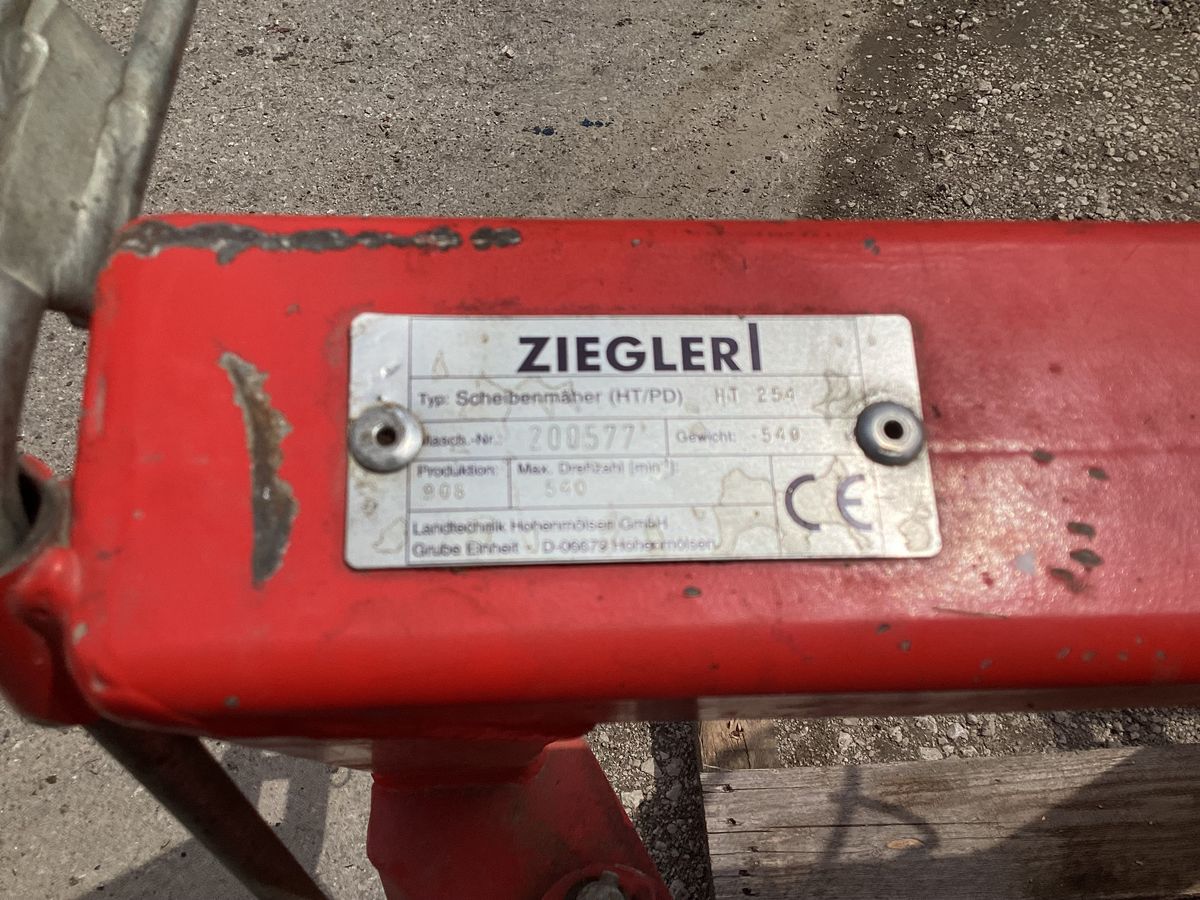 ZIEGLER
Typ: Scheibenmäher (HT/PD) HT 254
Masch.-Nr.: 200577 Gewicht: 540
Produktion: Max. Drehzahl [min⁻¹]:
908 540
Landtechnik Hohenmölsen GmbH
Grube Einheit - D-06679 Hohenmölsen
CE